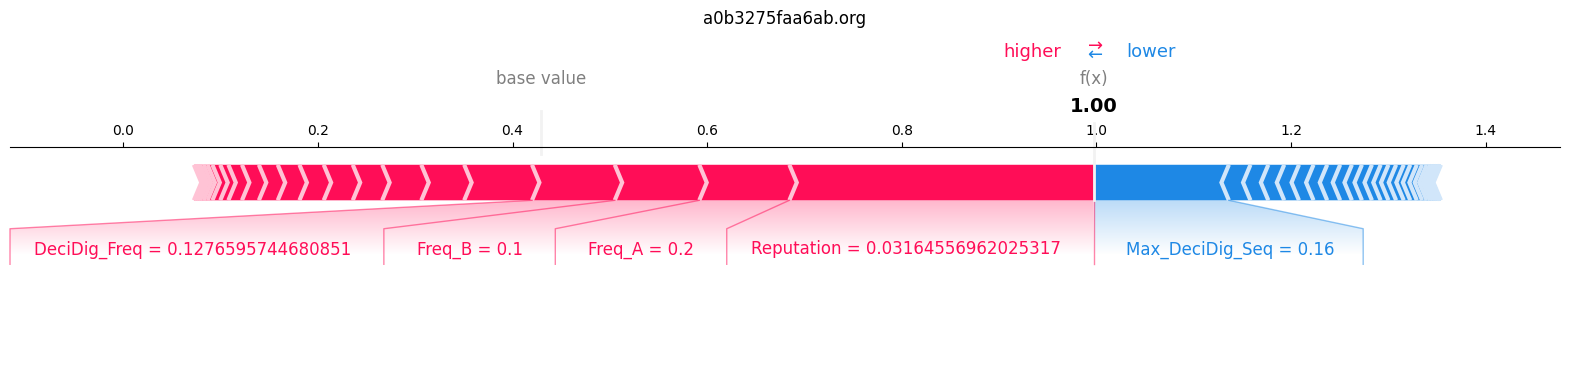 a0b3275faa6ab.org
higher ⇄ lower
base value f(x)
1.00
0.0 0.2 0.4 0.6 0.8 1.0 1.2 1.4
DeciDig_Freq = 0.1276595744680851 Freq_B = 0.1 Freq_A = 0.2 Reputation = 0.03164556962025317 Max_DeciDig_Seq = 0.16